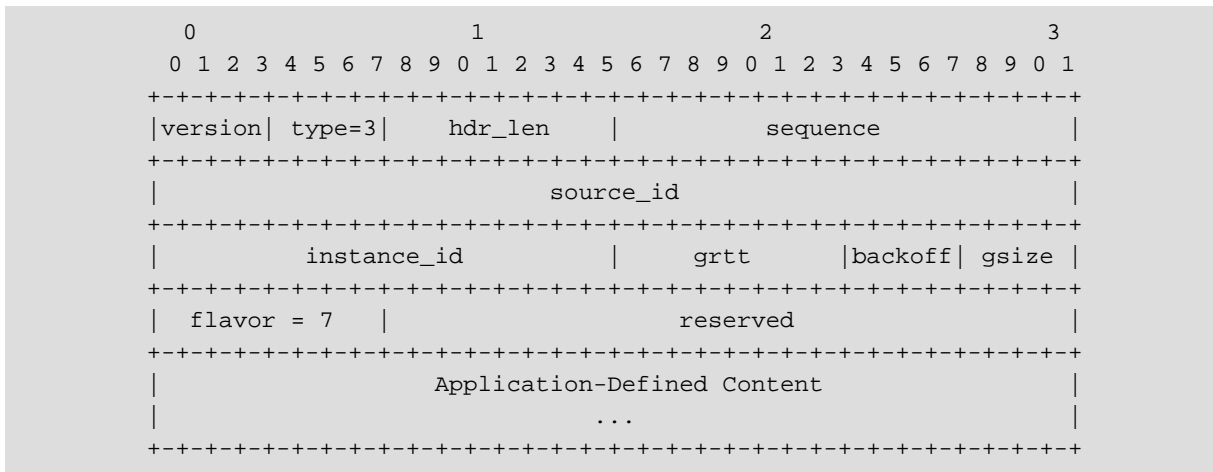 0                   1                   2                   3
0 1 2 3 4 5 6 7 8 9 0 1 2 3 4 5 6 7 8 9 0 1 2 3 4 5 6 7 8 9 0 1
+-+-+-+-+-+-+-+-+-+-+-+-+-+-+-+-+-+-+-+-+-+-+-+-+-+-+-+-+-+-+-+-+
|version| type=3|    hdr_len    |          sequence             |
+-+-+-+-+-+-+-+-+-+-+-+-+-+-+-+-+-+-+-+-+-+-+-+-+-+-+-+-+-+-+-+-+
|                           source_id                           |
+-+-+-+-+-+-+-+-+-+-+-+-+-+-+-+-+-+-+-+-+-+-+-+-+-+-+-+-+-+-+-+-+
|          instance_id          |     grtt      |backoff| gsize |
+-+-+-+-+-+-+-+-+-+-+-+-+-+-+-+-+-+-+-+-+-+-+-+-+-+-+-+-+-+-+-+-+
|  flavor = 7   |                    reserved                   |
+-+-+-+-+-+-+-+-+-+-+-+-+-+-+-+-+-+-+-+-+-+-+-+-+-+-+-+-+-+-+-+-+
|                   Application-Defined Content                 |
|                              ...                              |
+-+-+-+-+-+-+-+-+-+-+-+-+-+-+-+-+-+-+-+-+-+-+-+-+-+-+-+-+-+-+-+-+